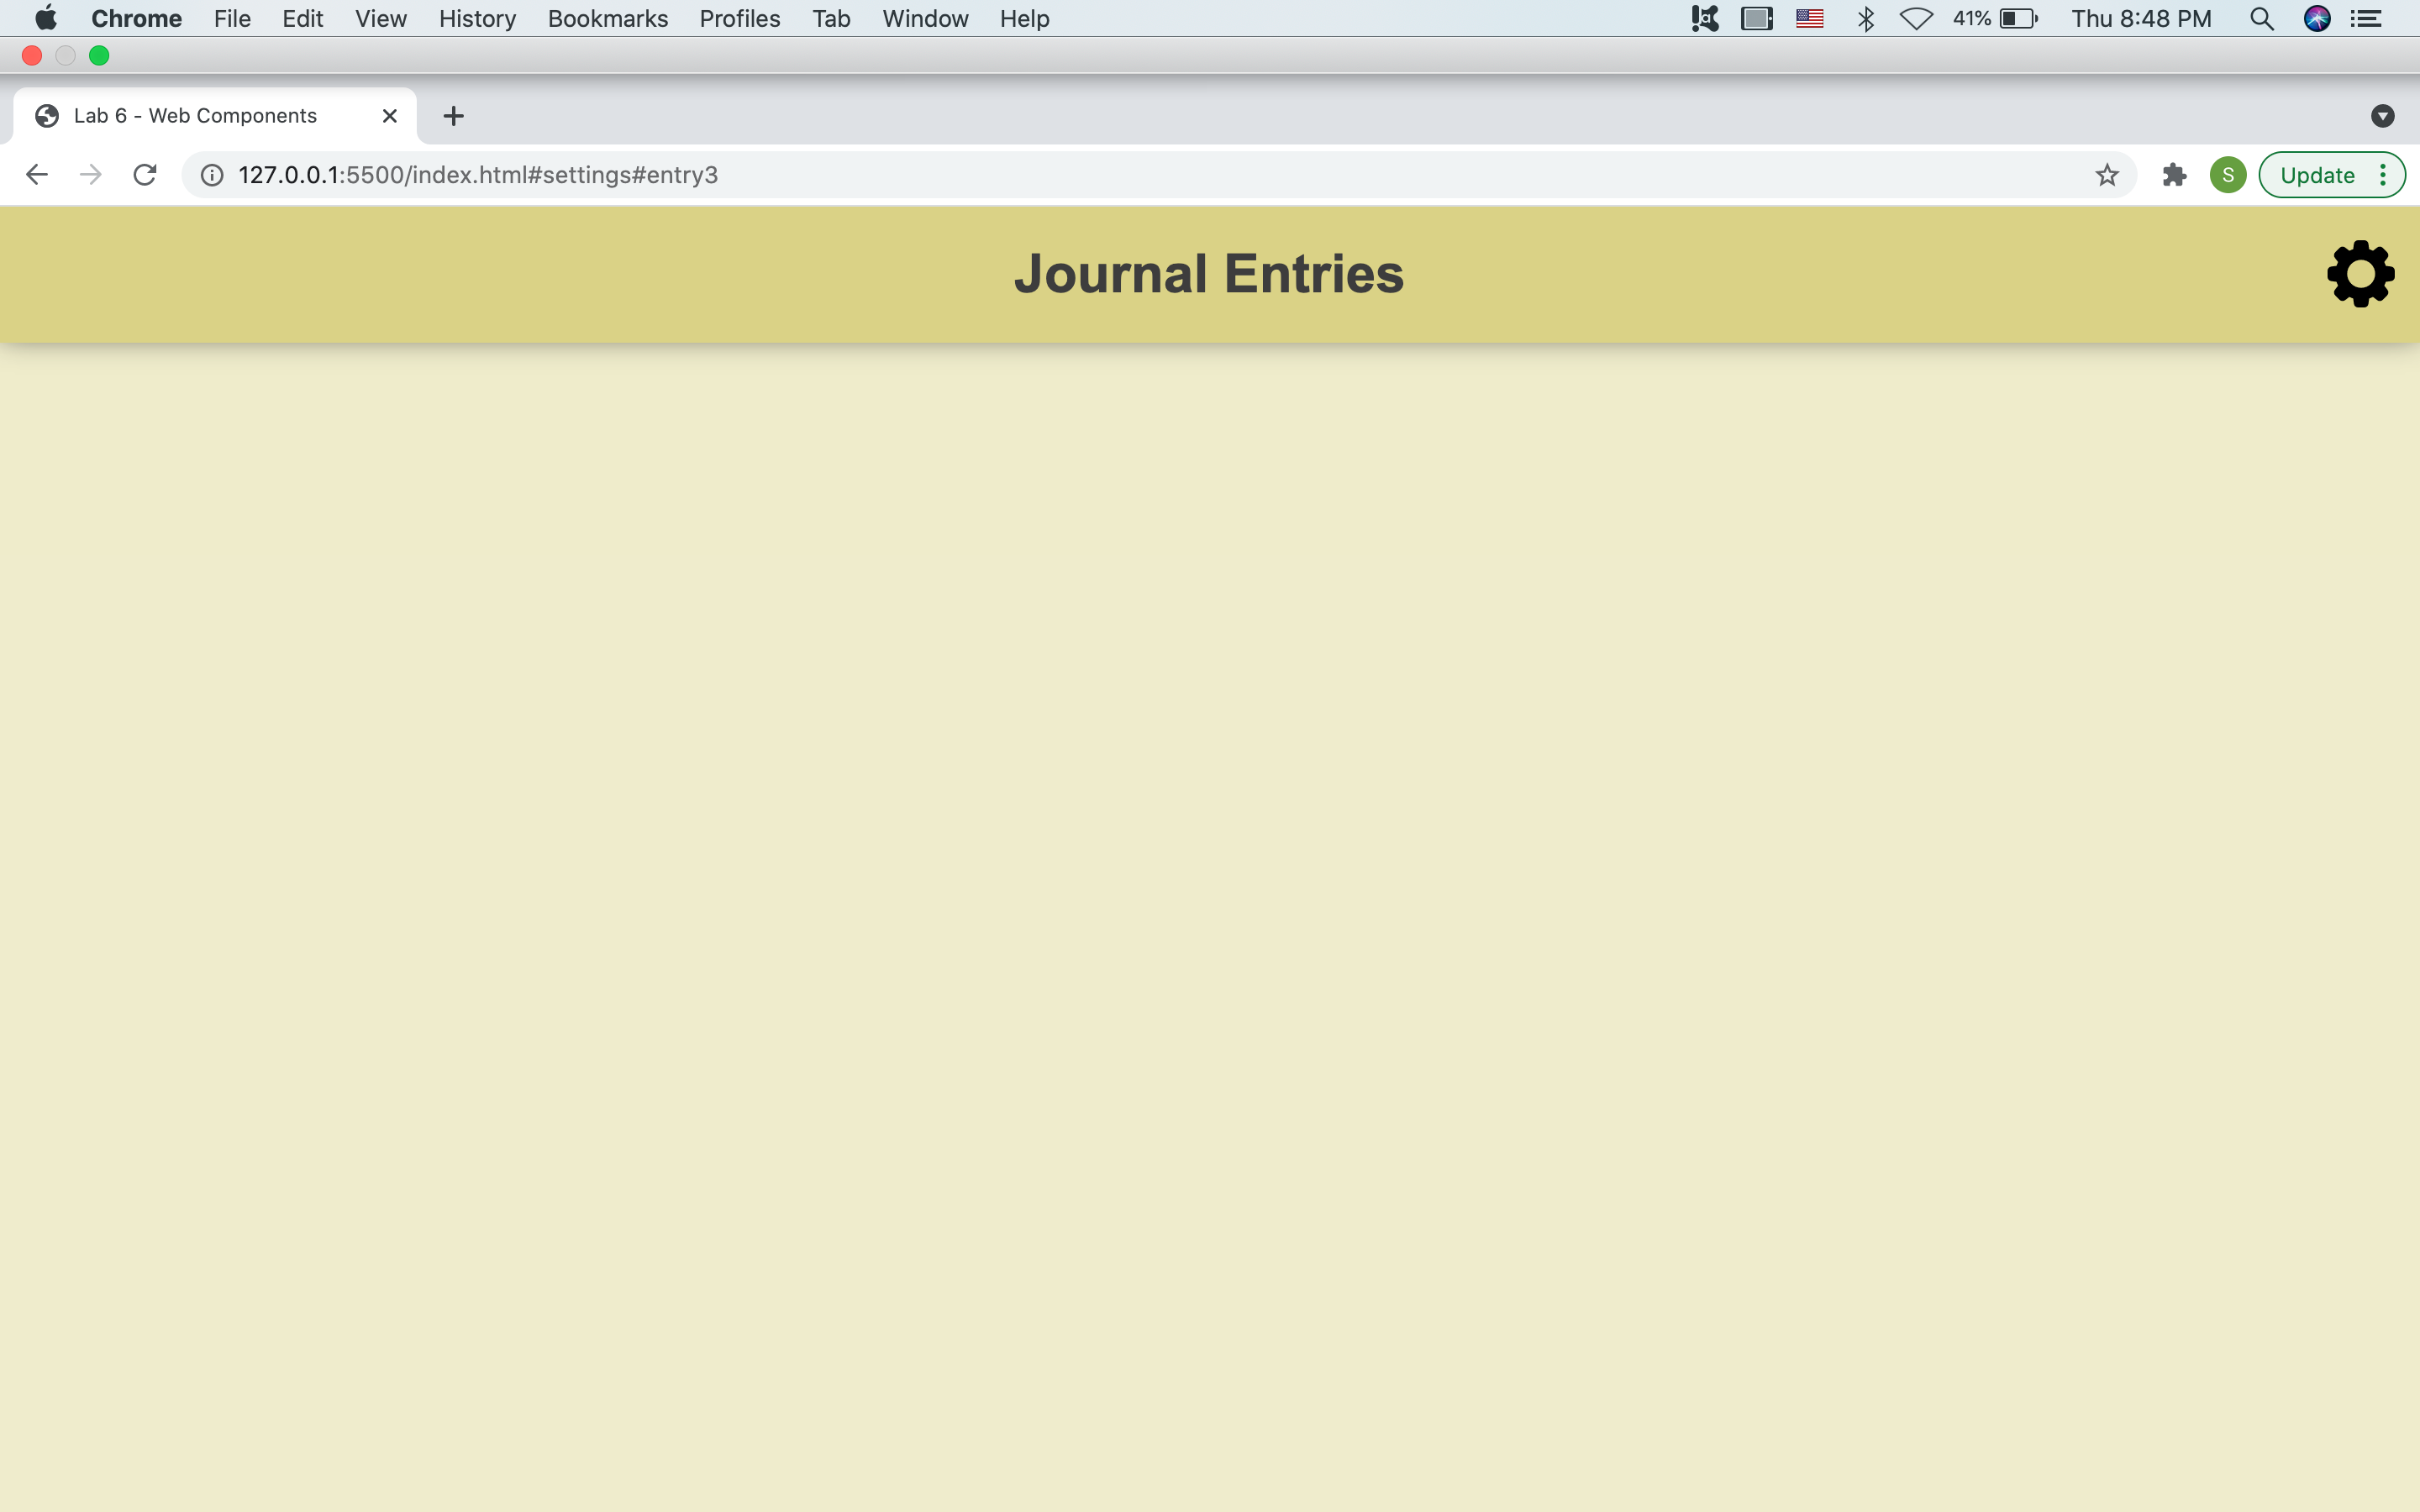 Chrome File Edit View History Bookmarks Profiles Tab Window Help 41% Thu 8:48 PM
Lab 6 - Web Components
127.0.0.1:5500/index.html#settings#entry3 S Update
Journal Entries